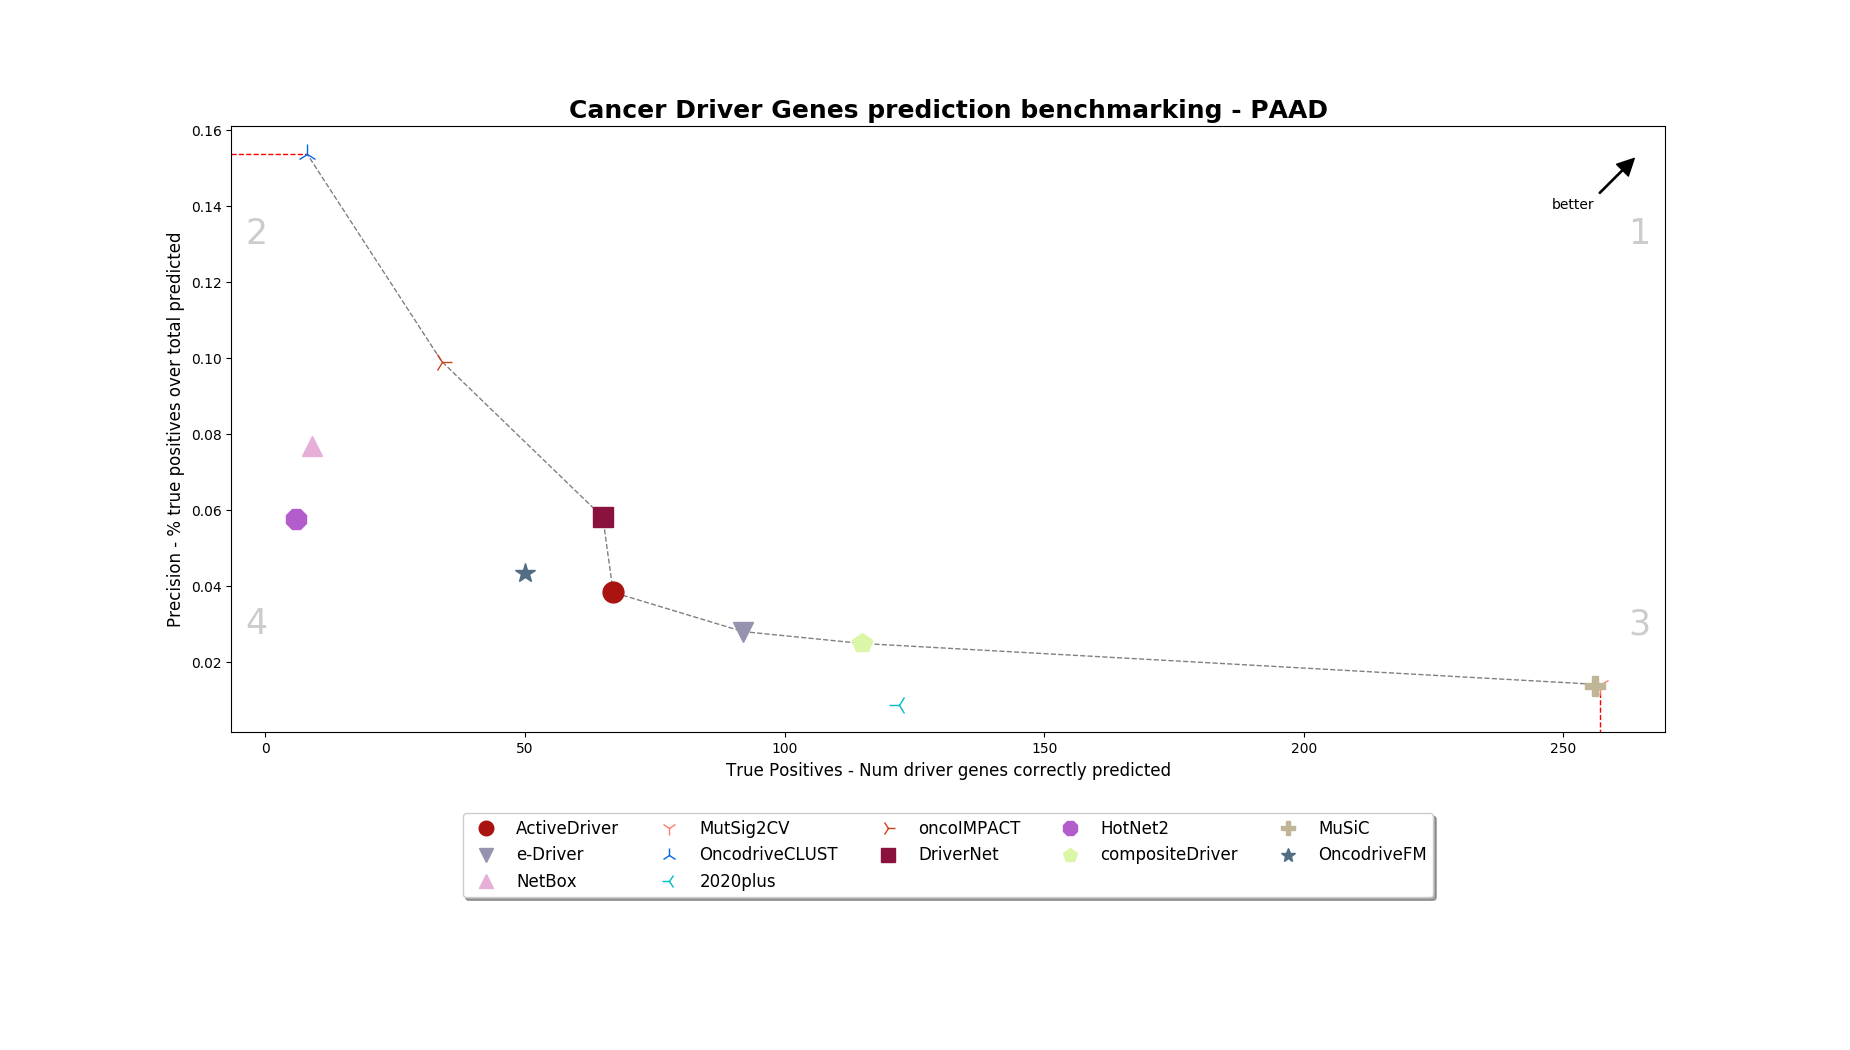 Cancer Driver Genes prediction benchmarking - PAAD
Precision - % true positives over total predicted
0.16
0.14
0.12
0.10
0.08
0.06
0.04
0.02
2
1
better
4
3
0 50 100 150 200 250
True Positives - Num driver genes correctly predicted
ActiveDriver MutSig2CV oncoIMPACT HotNet2 MuSiC
e-Driver OncodriveCLUST DriverNet compositeDriver OncodriveFM
NetBox 2020plus